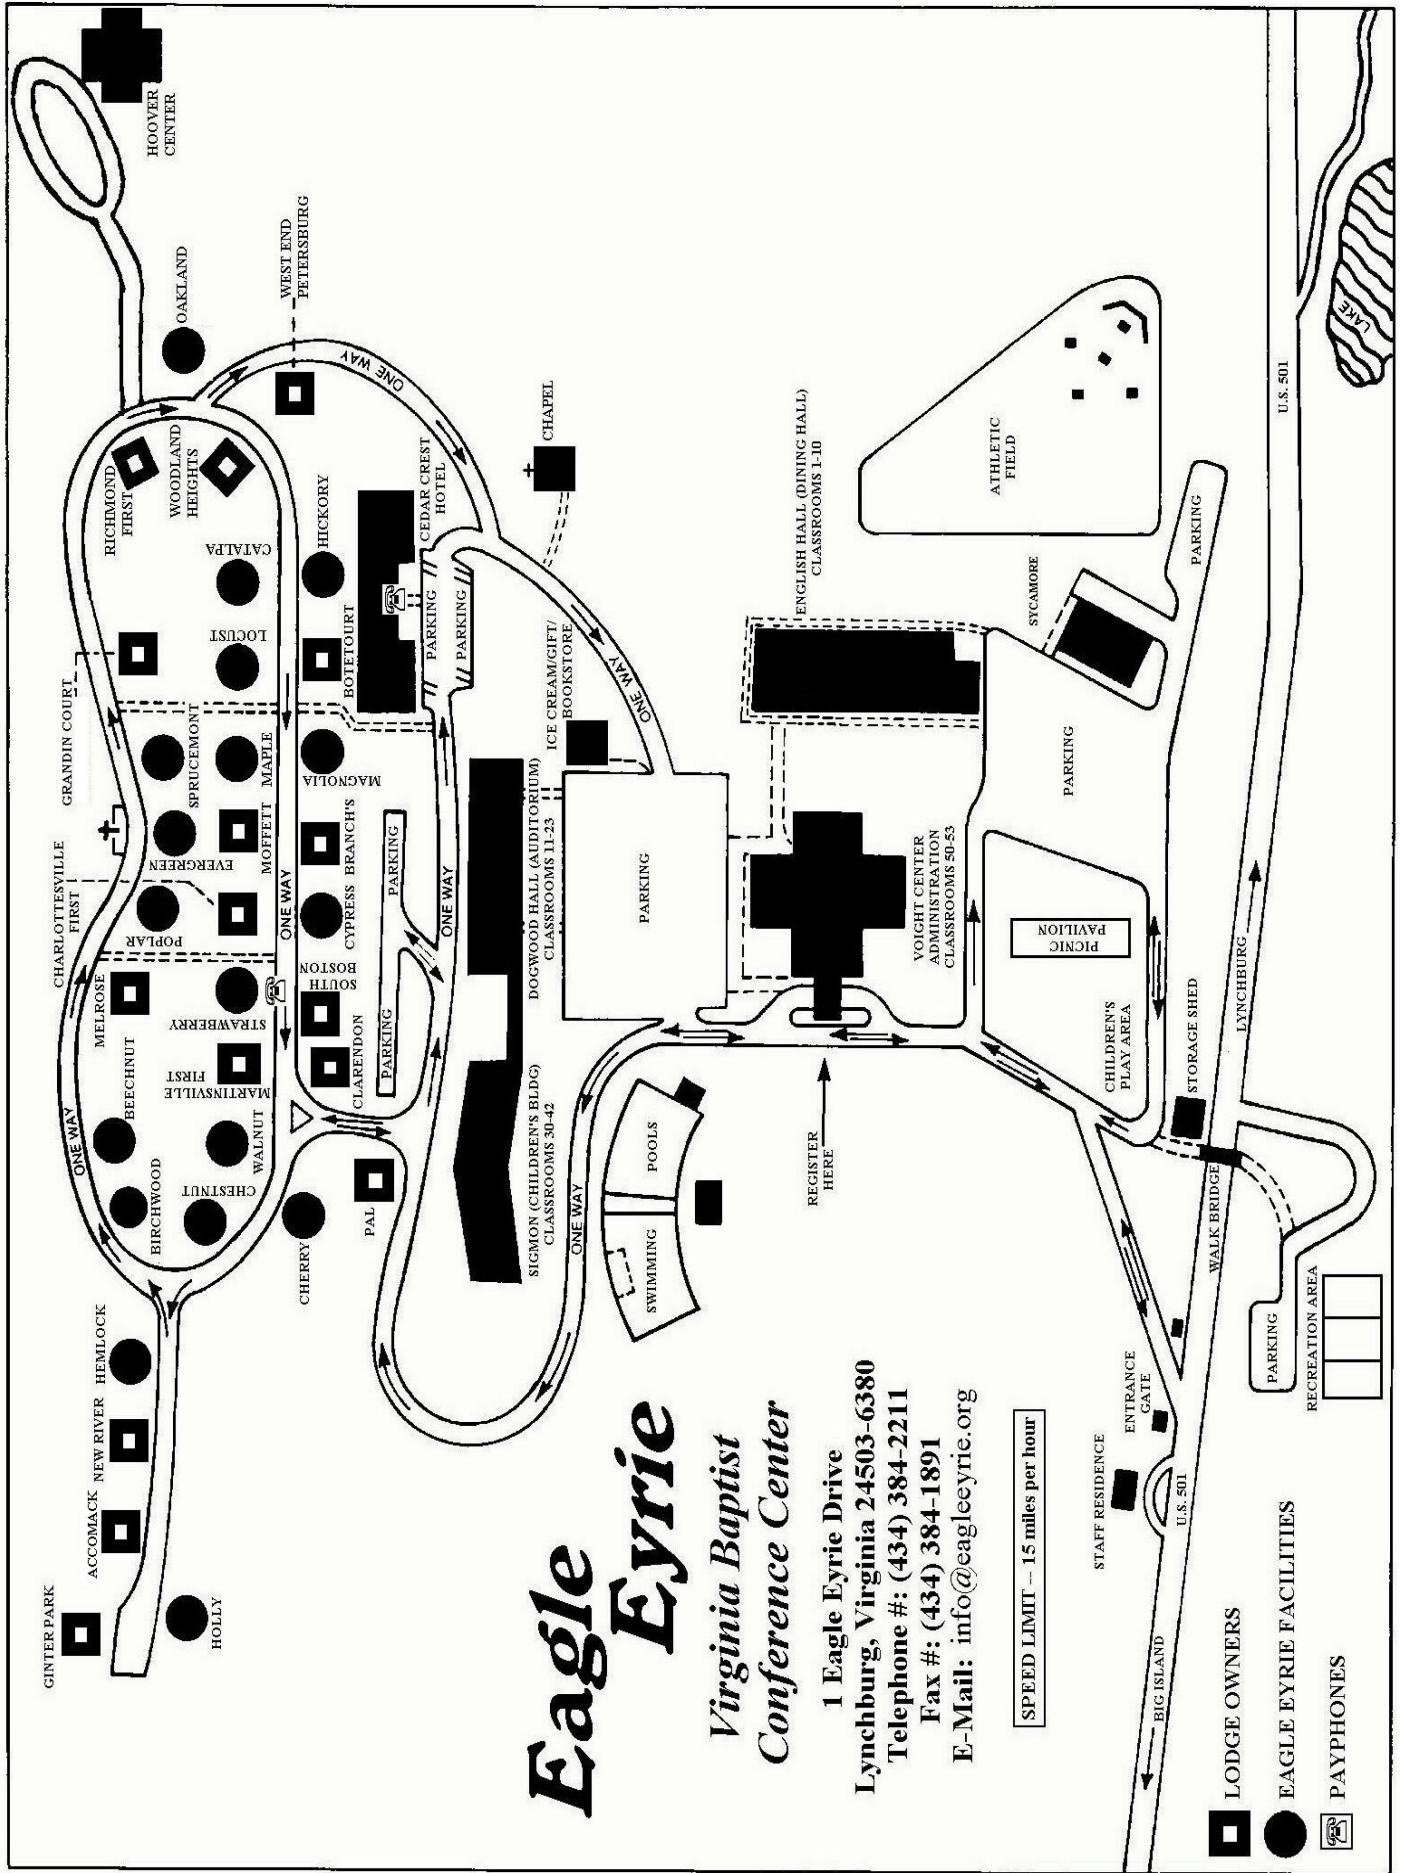 HOOVER
CENTER
OAKLAND
WEST END
PETERSBURG
ONE WAY
RICHMOND
FIRST
WOODLAND
HEIGHTS
CATALPA
HICKORY
CEDAR CREST
HOTEL
CHAPEL
LOCUST
BOTETOURT
PARKING
PARKING
GRANDIN COURT
SPRUCEMONT
MAPLE
MAGNOLIA
ICE CREAM/GIFT/
BOOKSTORE
ONE WAY
ENGLISH HALL (DINING HALL)
CLASSROOMS 1-10
ATHLETIC
FIELD
SYCAMORE
PARKING
U.S. 501
LAKE
CHARLOTTESVILLE
FIRST
EVERGREEN
MOFFETT
BRANCH'S
PARKING
POPLAR
ONE WAY
CYPRESS
ONE WAY
DOGWOOD HALL (AUDITORIUM)
CLASSROOMS 11-23
PARKING
VOIGHT CENTER
ADMINISTRATION
CLASSROOMS 50-53
PARKING
PICNIC
PAVILION
MELROSE
STRAWBERRY
SOUTH
BOSTON
PARKING
BEECHNUT
MARTINSVILLE
FIRST
CLARENDON
ONE WAY
BIRCHWOOD
WALNUT
CHESTNUT
CHERRY
PAL
SIGMON (CHILDREN'S BLDG)
CLASSROOMS 30-42
ONE WAY
SWIMMING
POOLS
REGISTER
HERE
CHILDREN'S
PLAY AREA
STORAGE SHED
LYNCHBURG
WALK BRIDGE
PARKING
RECREATION AREA
HEMLOCK
NEW RIVER
ACCOMACK
GINTER PARK
HOLLY
Eagle
Eyrie
Virginia Baptist
Conference Center
1 Eagle Eyrie Drive
Lynchburg, Virginia 24503-6380
Telephone #: (434) 384-2211
Fax #: (434) 384-1891
E-Mail: info@eagleeyrie.org
SPEED LIMIT – 15 miles per hour
ENTRANCE
GATE
STAFF RESIDENCE
U.S. 501
BIG ISLAND
LODGE OWNERS
EAGLE EYRIE FACILITIES
PAYPHONES